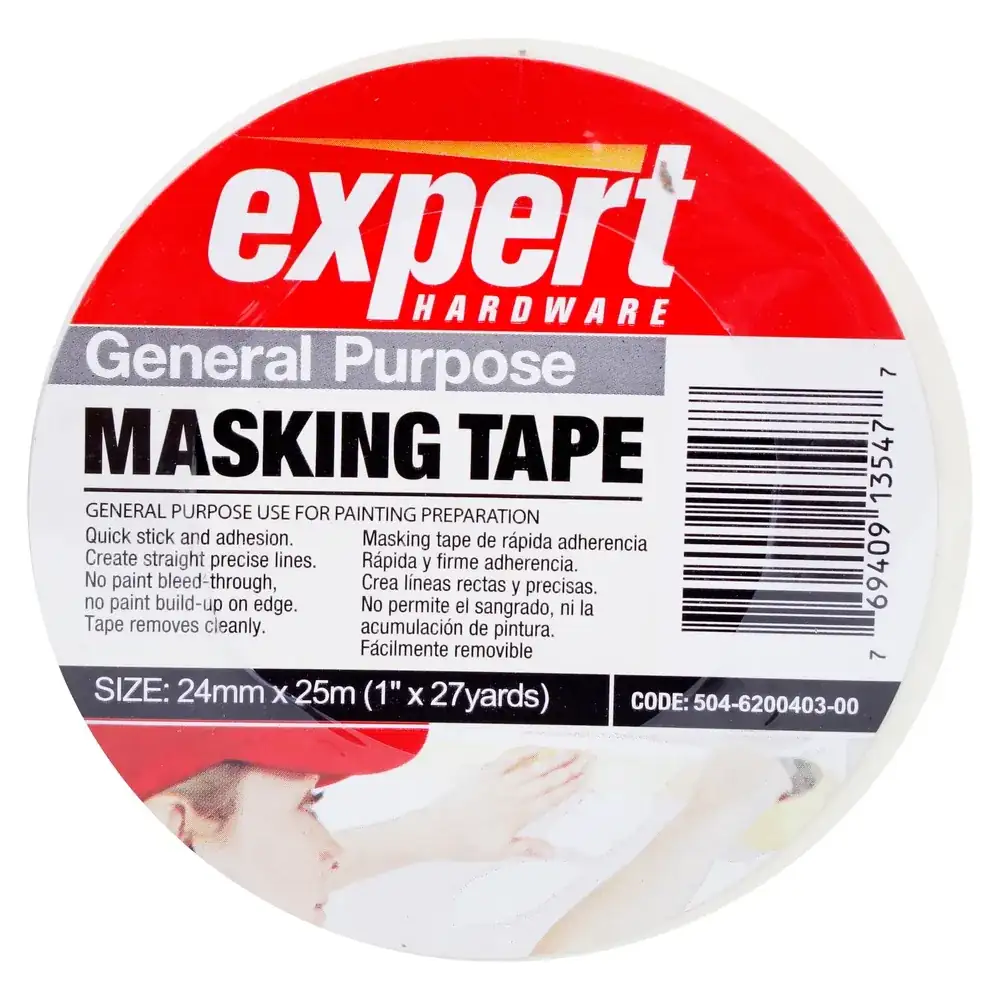 expert
HARDWARE
General Purpose
MASKING TAPE
GENERAL PURPOSE USE FOR PAINTING PREPARATION
Quick stick and adhesion.
Create straight precise lines.
No paint bleed-through,
no paint build-up on edge.
Tape removes cleanly.
Masking tape de rápida adherencia
Rápida y firme adherencia.
Crea líneas rectas y precisas.
No permite el sangrado, ni la
acumulación de pintura.
Fácilmente removible
7 69409 13547 7
SIZE: 24mm x 25m (1" x 27yards)
CODE: 504-6200403-00